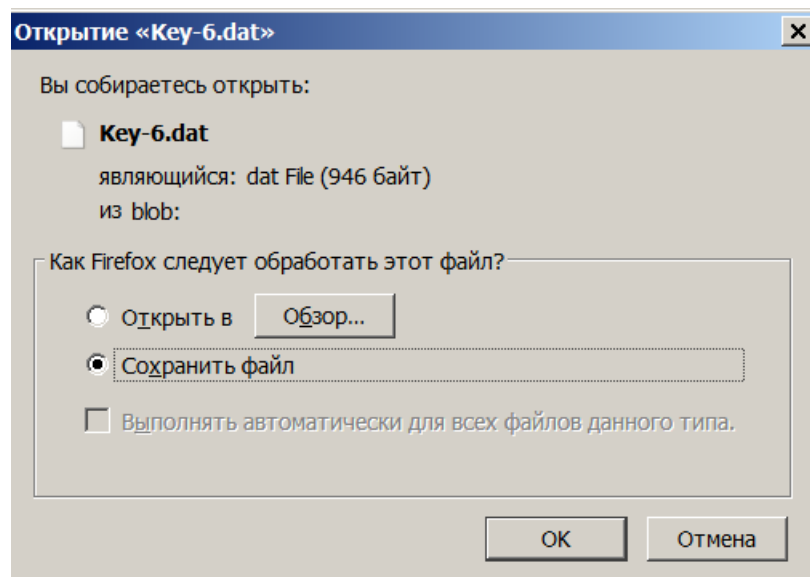 Открытие «Key-6.dat»
Вы собираетесь открыть:
Key-6.dat
являющийся: dat File (946 байт)
из blob:
Как Firefox следует обработать этот файл?
Открыть в Обзор...
Сохранить файл
Выполнять автоматически для всех файлов данного типа.
OK Отмена